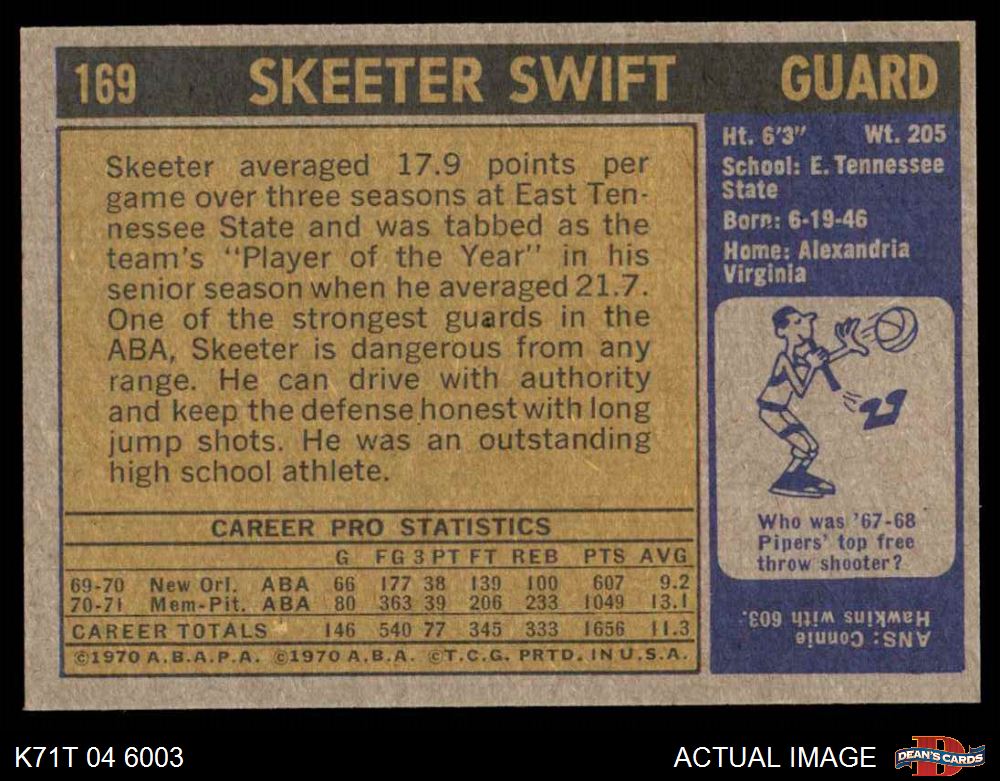 169 SKEETER SWIFT GUARD
Skeeter averaged 17.9 points per
game over three seasons at East Ten-
nessee State and was tabbed as the
team's "Player of the Year" in his
senior season when he averaged 21.7.
One of the strongest guards in the
ABA, Skeeter is dangerous from any
range. He can drive with authority
and keep the defense honest with long
jump shots. He was an outstanding
high school athlete.
CAREER PRO STATISTICS
G FG 3PT FT REB PTS AVG
69-70 New Orl. ABA 66 177 38 139 100 607 9.2
70-71 Mem-Pit. ABA 80 363 39 206 233 1049 13.1
CAREER TOTALS 146 540 77 345 333 1656 11.3
©1970 A.B.A.P.A. ©1970 A.B.A. ©T.C.G. PRTD. IN U.S.A.
Ht. 6'3" Wt. 205
School: E. Tennessee
State
Born: 6-19-46
Home: Alexandria
Virginia
Who was '67-68
Pipers' top free
throw shooter?
ANS: Connie
Hawkins with 603.
K71T 04 6003
ACTUAL IMAGE
DEAN'S CARDS